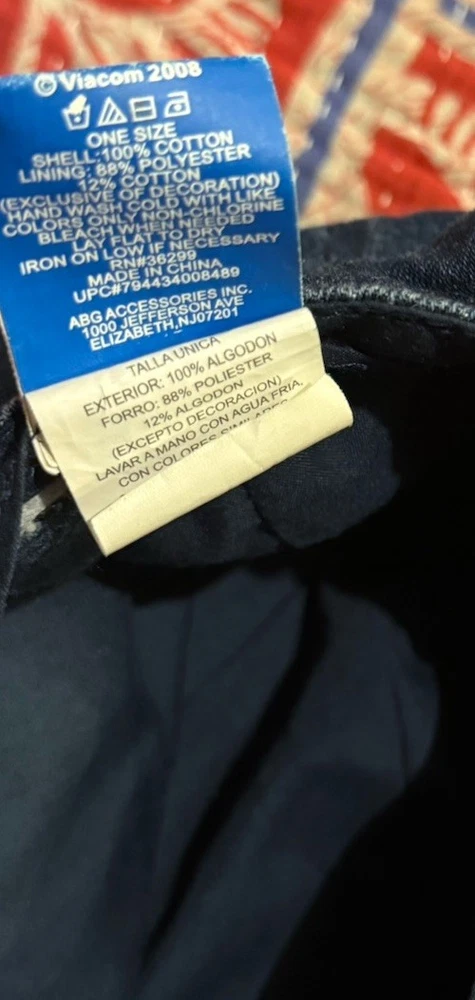 © Viacom 2008
ONE SIZE
SHELL: 100% COTTON
LINING: 88% POLYESTER
12% COTTON
(EXCLUSIVE OF DECORATION)
HAND WASH COLD WITH LIKE
COLORS ONLY NON-CHLORINE
BLEACH WHEN NEEDED
LAY FLAT TO DRY
IRON ON LOW IF NECESSARY
RN#36299
MADE IN CHINA
UPC#794434008489
ABG ACCESSORIES INC.
1000 JEFFERSON AVE
ELIZABETH,NJ07201
TALLA UNICA
EXTERIOR: 100% ALGODON
FORRO: 88% POLIESTER
12% ALGODON
(EXCEPTO DECORACION)
LAVAR A MANO CON AGUA FRIA,
CON COLORES SIMILARES